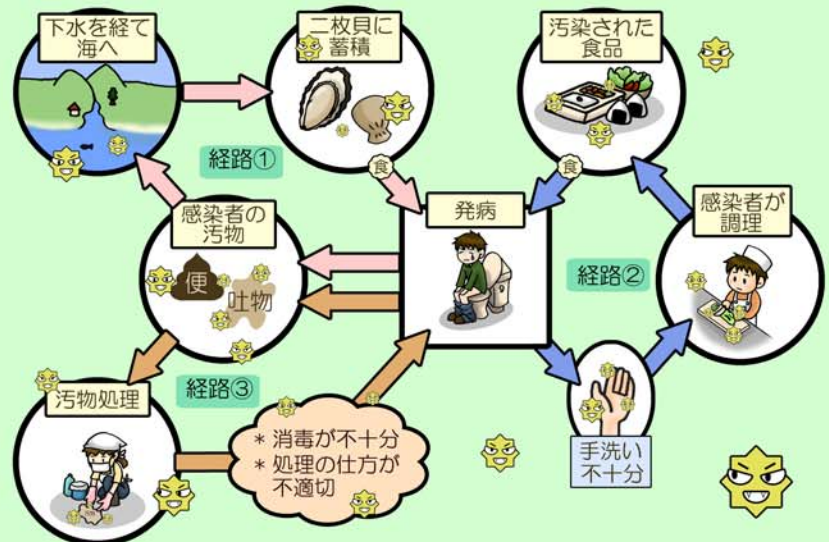 下水を経て
海へ
二枚貝に
蓄積
汚染された
食品
経路①
食
食
感染者の
汚物
便
吐物
発病
経路②
感染者が
調理
経路③
汚物処理
* 消毒が不十分
* 処理の仕方が
不適切
手洗い
不十分